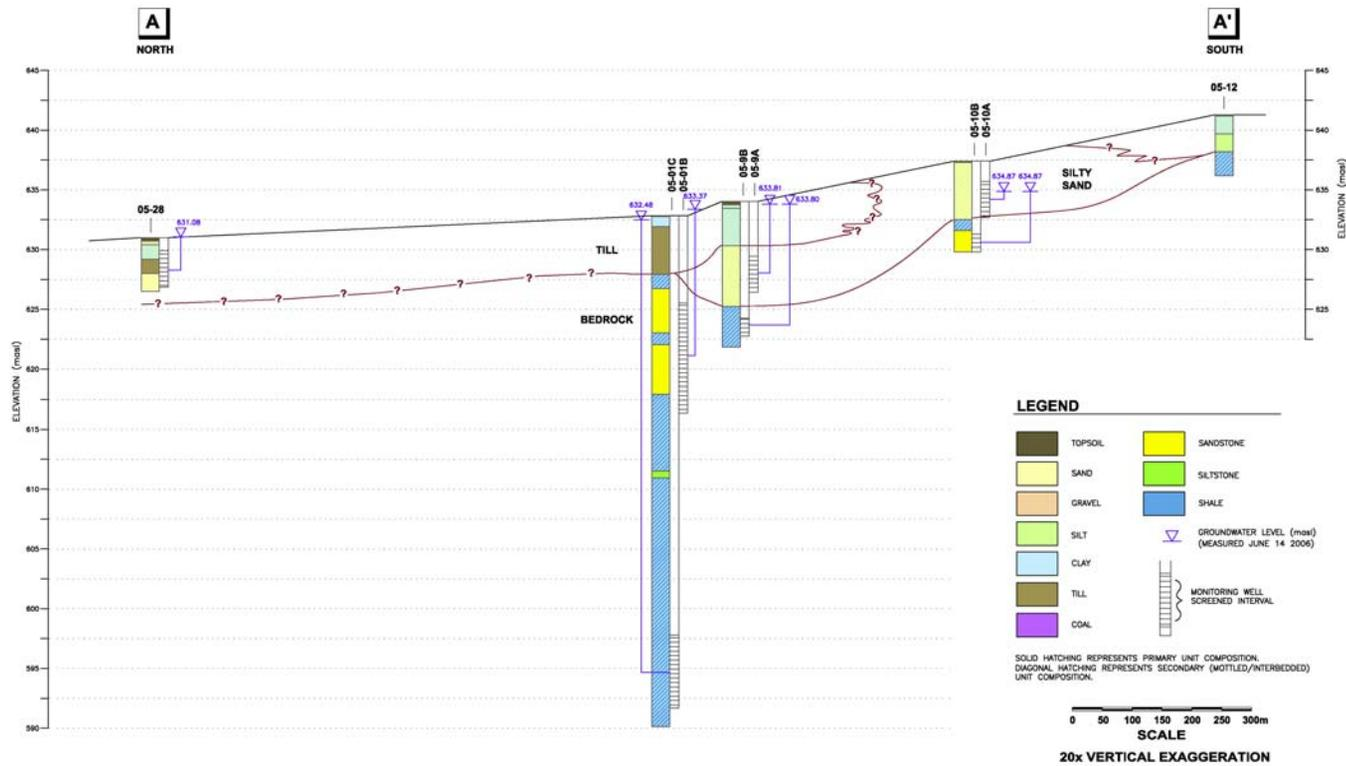 A
NORTH
A'
SOUTH
645
640
635
630
625
620
615
610
605
600
595
590
ELEVATION (masl)
645
640
635
630
625
ELEVATION (masl)
05-28
631.08
05-01C
05-01B
632.48
633.37
05-9B
05-9A
633.81
633.80
05-10B
05-10A
634.87
634.87
05-12
SILTY
SAND
TILL
BEDROCK
? ? ? ? ? ? ? ?
? ? ? ? ?
? ?
LEGEND
TOPSOIL
SAND
GRAVEL
SILT
CLAY
TILL
COAL
SANDSTONE
SILTSTONE
SHALE
GROUNDWATER LEVEL (masl)
(MEASURED JUNE 14 2006)
MONITORING WELL
SCREENED INTERVAL
SOLID HATCHING REPRESENTS PRIMARY UNIT COMPOSITION.
DIAGONAL HATCHING REPRESENTS SECONDARY (MOTTLED/INTERBEDDED)
UNIT COMPOSITION.
0 50 100 150 200 250 300m
SCALE
20x VERTICAL EXAGGERATION